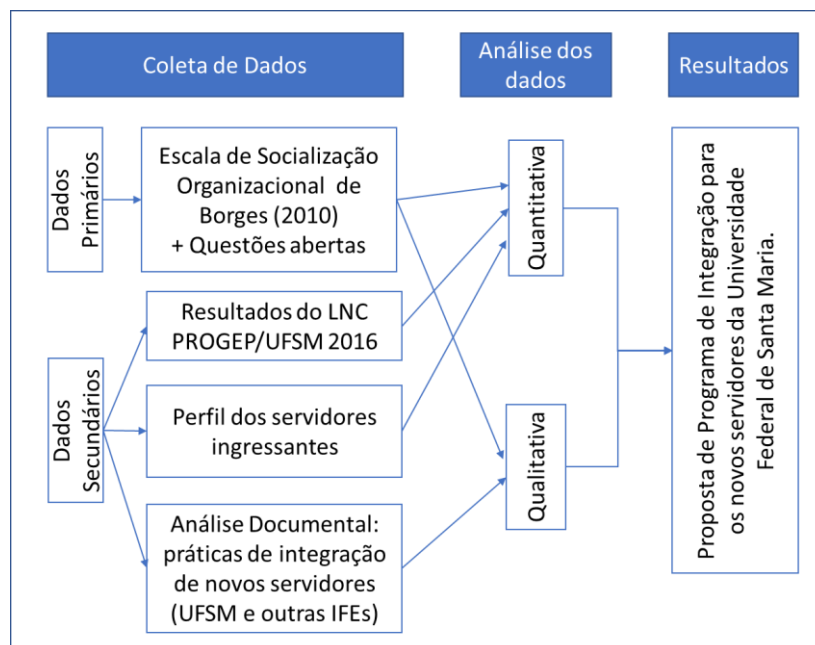 Coleta de Dados
Análise dos
dados
Resultados
Dados
Primários
Escala de Socialização
Organizacional de
Borges (2010)
+ Questões abertas
Quantitativa
Proposta de Programa de Integração para
os novos servidores da Universidade
Federal de Santa Maria.
Dados
Secundários
Resultados do LNC
PROGEP/UFSM 2016
Perfil dos servidores
ingressantes
Análise Documental:
práticas de integração
de novos servidores
(UFSM e outras IFEs)
Qualitativa